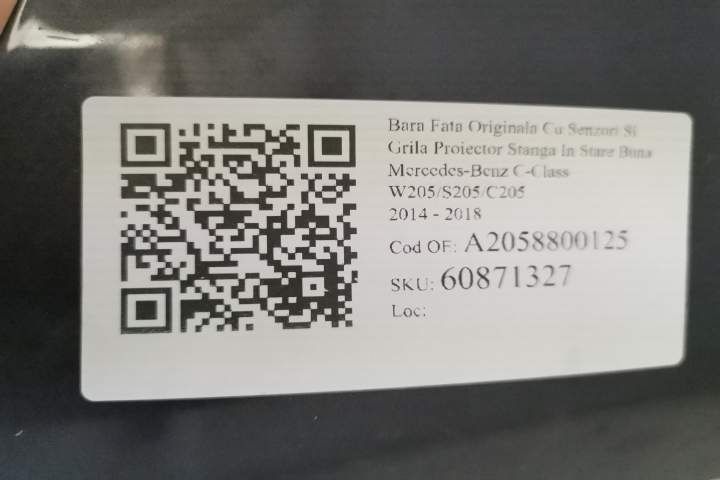 Bara Fata Originala Cu Senzori Si
Grila Proiector Stanga In Stare Buna
Mercedes-Benz C-Class
W205/S205/C205
2014 - 2018
Cod OE: A2058800125
SKU: 60871327
Loc: